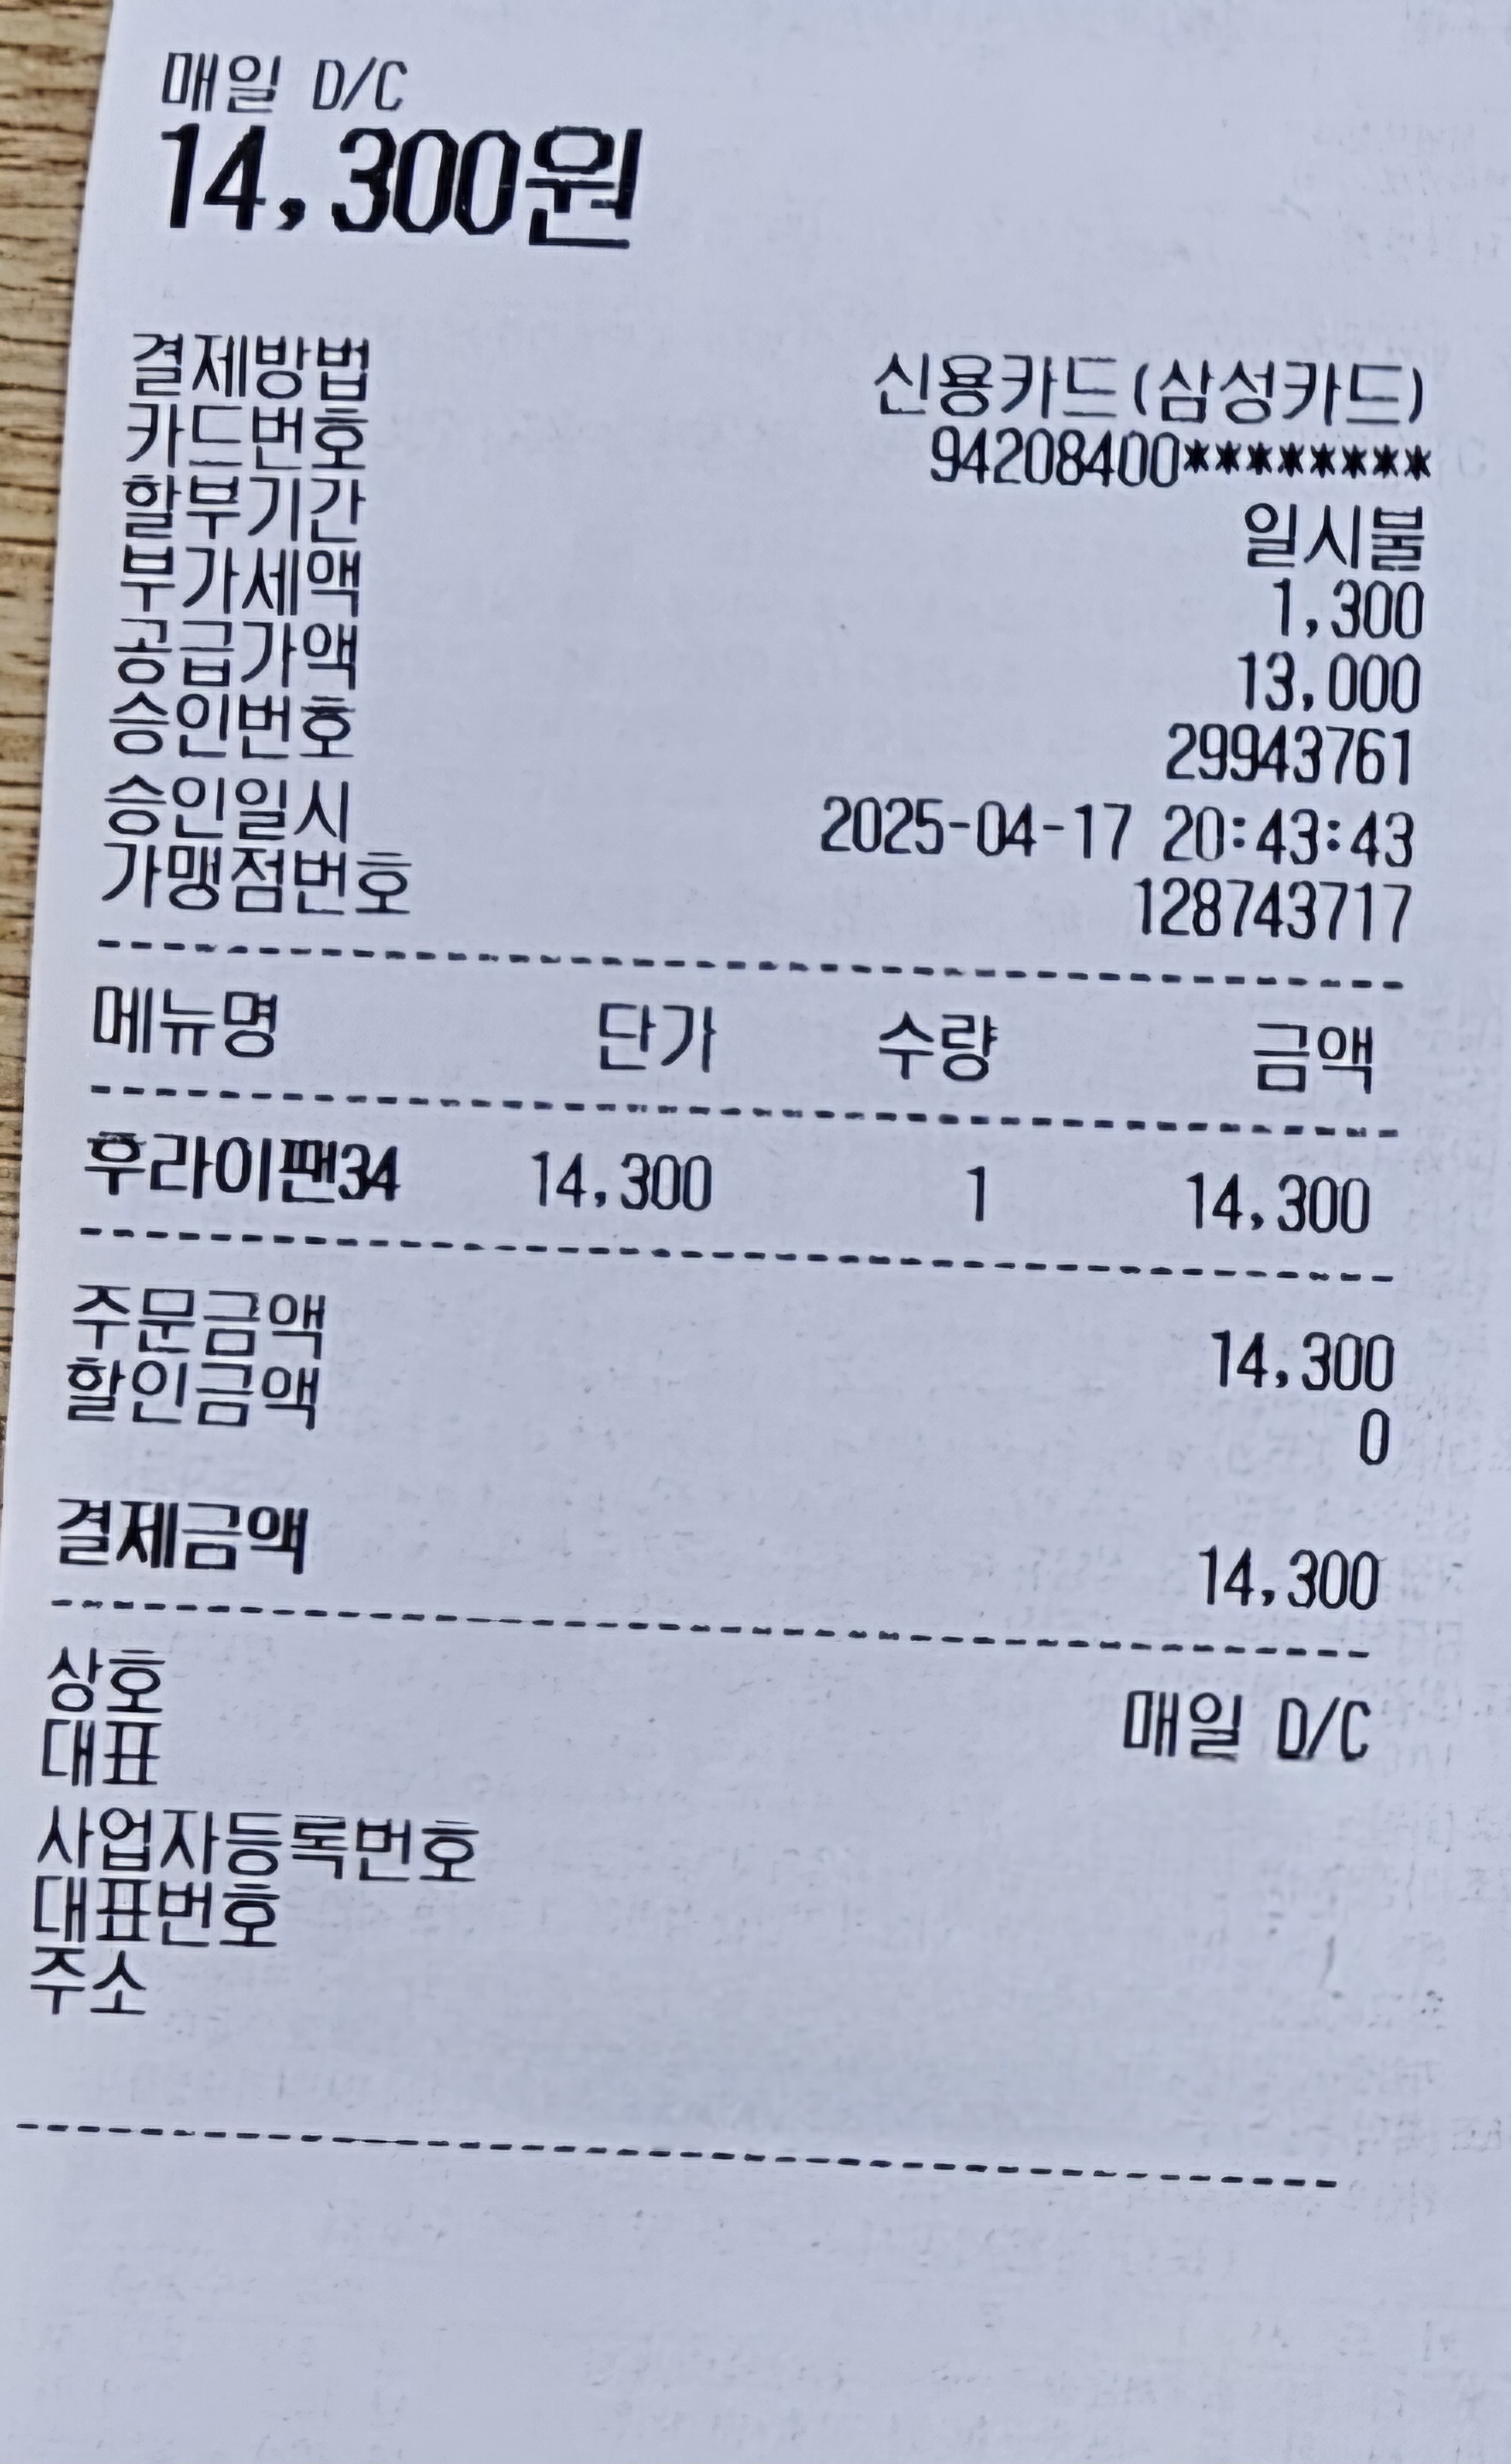 매일 D/C
14,300원
결제방법 신용카드(삼성카드)
카드번호 94208400********
할부기간 일시불
부가세액 1,300
공급가액 13,000
승인번호 29943761
승인일시 2025-04-17 20:43:43
가맹점번호 128743717
메뉴명 단가 수량 금액
후라이팬34 14,300 1 14,300
주문금액 14,300
할인금액 0
결제금액 14,300
상호 매일 D/C
대표
사업자등록번호
대표번호
주소